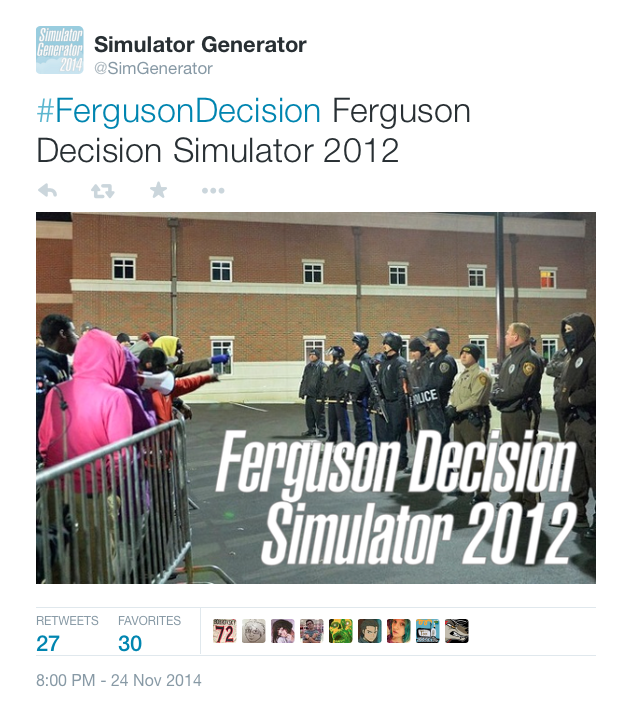 Simulator
Generator
2014
Simulator Generator
@SimGenerator
#FergusonDecision Ferguson
Decision Simulator 2012
POLICE
Ferguson Decision
Simulator 2012
RETWEETS
FAVORITES
27
30
72
8:00 PM - 24 Nov 2014